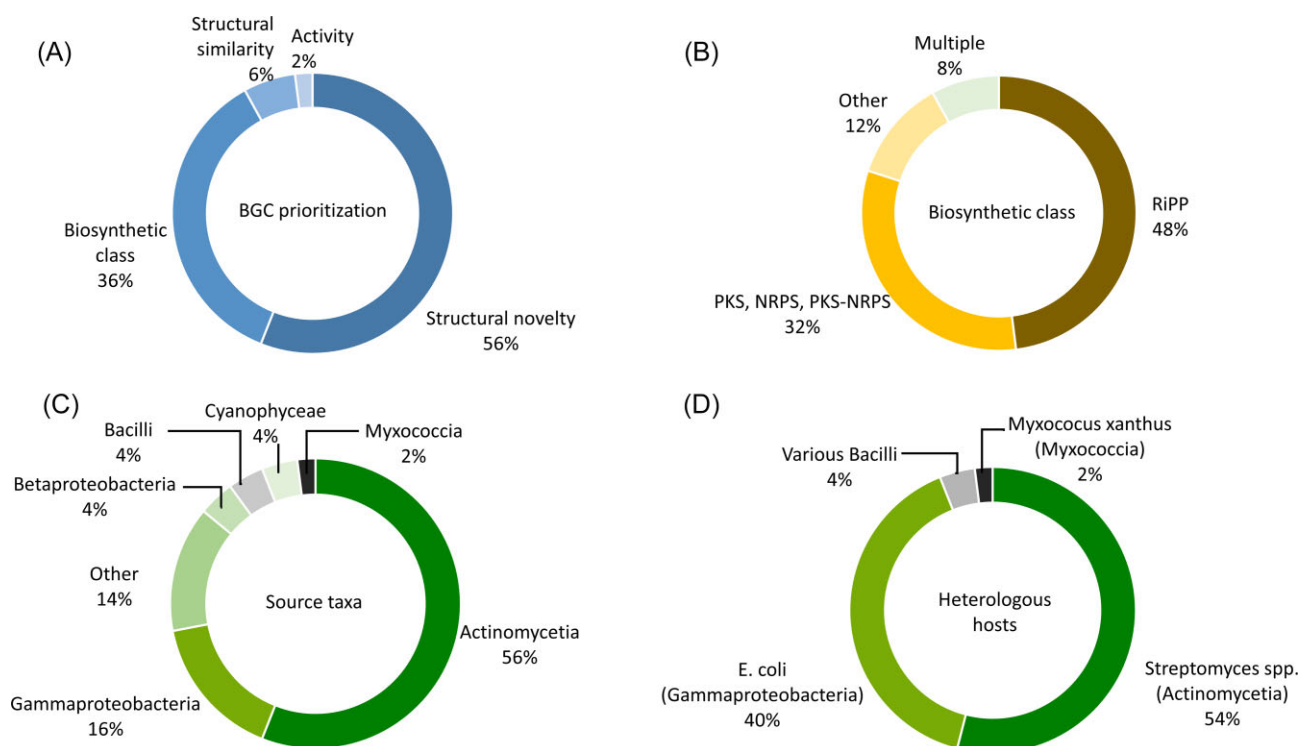 (A)
Structural
similarity
6%
Activity
2%
BGC prioritization
Biosynthetic
class
36%
Structural novelty
56%
(B)
Multiple
8%
Other
12%
Biosynthetic class
RiPP
48%
PKS, NRPS, PKS-NRPS
32%
(C)
Cyanophyceae
4%
Bacilli
4%
Myxococcia
2%
Betaproteobacteria
4%
Other
14%
Source taxa
Actinomycetia
56%
Gammaproteobacteria
16%
(D)
Myxococus xanthus
(Myxococcia)
2%
Various Bacilli
4%
Heterologous
hosts
E. coli
(Gammaproteobacteria)
40%
Streptomyces spp.
(Actinomycetia)
54%